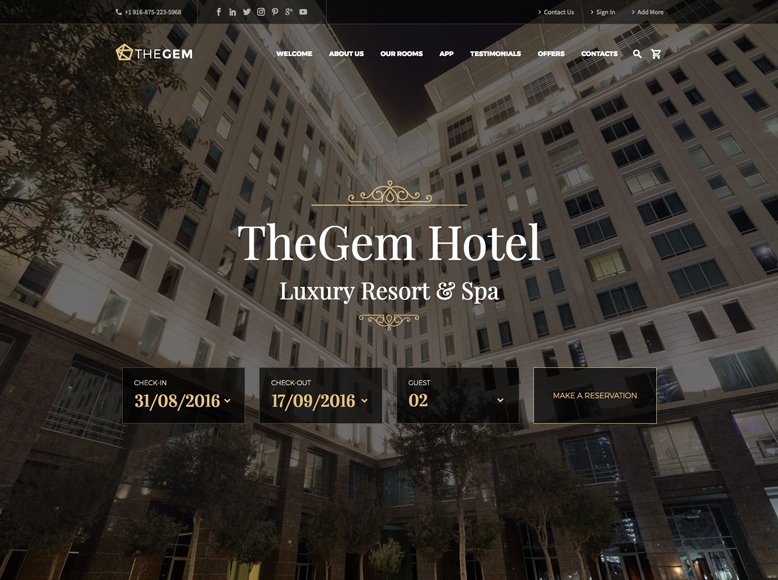 +1 916-875-223-5968
Contact Us Sign In Add More
THEGEM
WELCOME ABOUT US OUR ROOMS APP TESTIMONIALS OFFERS CONTACTS
TheGem Hotel
Luxury Resort & Spa
CHECK-IN
31/08/2016
CHECK-OUT
17/09/2016
GUEST
02
MAKE A RESERVATION